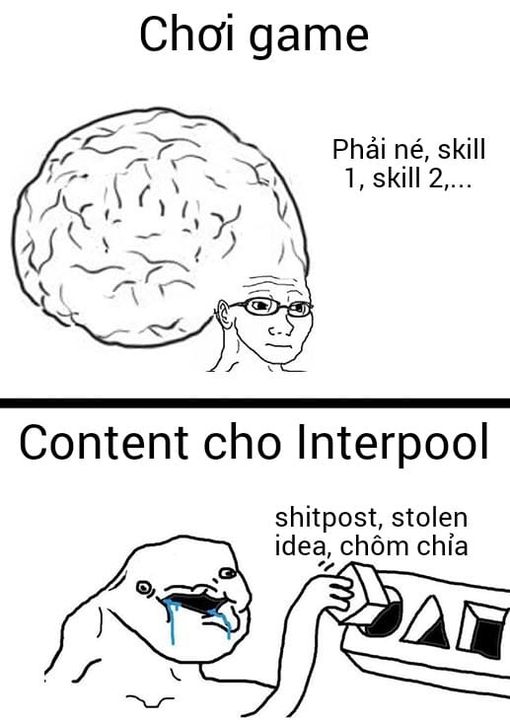 Chơi game
Phải né, skill
1, skill 2,...
Content cho Interpool
shitpost, stolen
idea, chôm chỉa